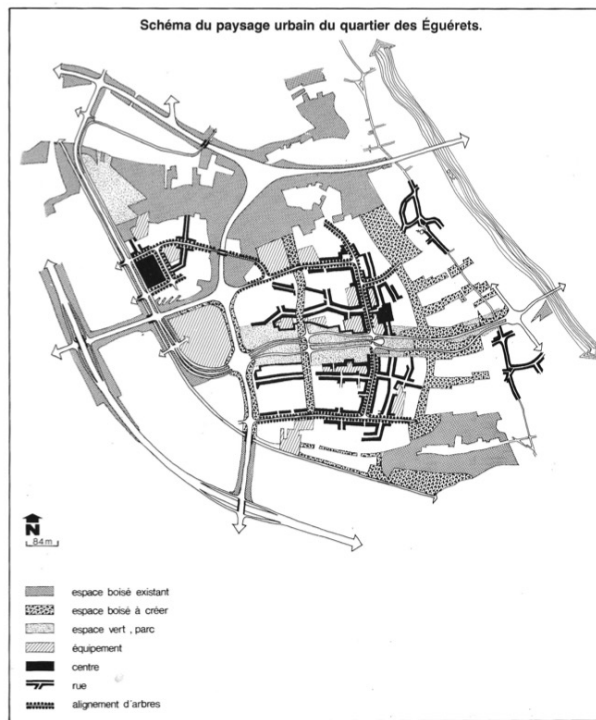 Schéma du paysage urbain du quartier des Éguérets.
N
84m
espace boisé existant
espace boisé à créer
espace vert , parc
équipement
centre
rue
alignement d'arbres